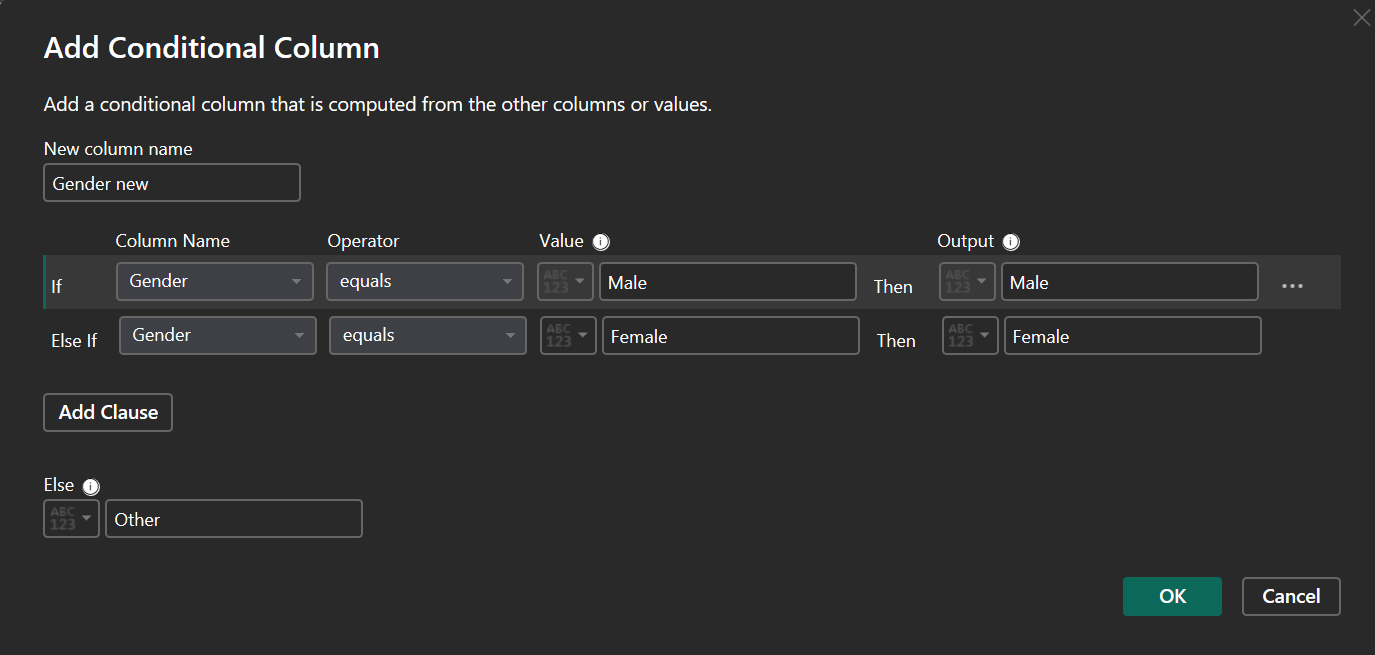 Add Conditional Column
Add a conditional column that is computed from the other columns or values.
New column name
Gender new
Column Name Operator Value i Output i
If Gender equals ABC 123 Male Then ABC 123 Male ...
Else If Gender equals ABC 123 Female Then ABC 123 Female
Add Clause
Else i
ABC 123 Other
OK Cancel